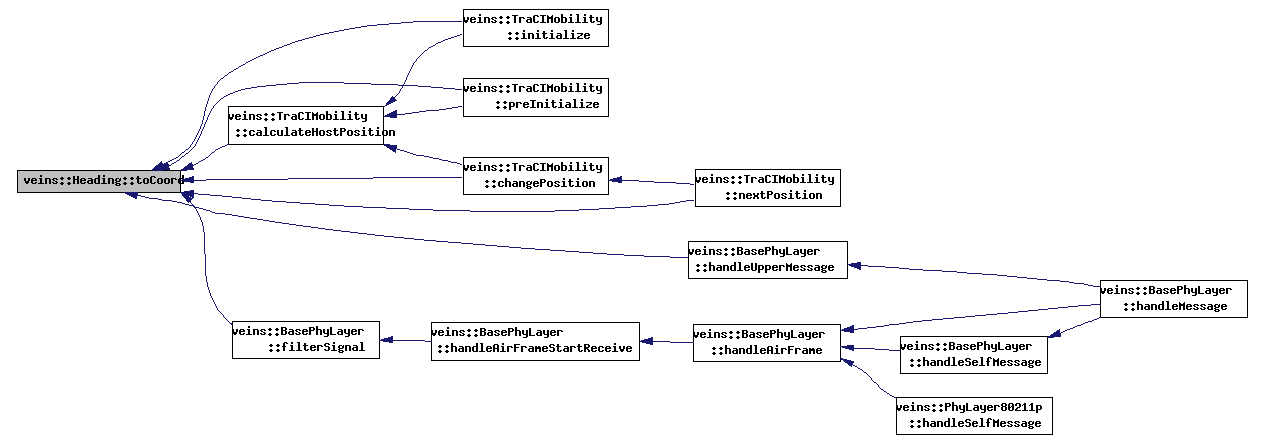 veins::TraCIMobility
::initialize
veins::TraCIMobility
::preInitialize
veins::TraCIMobility
::calculateHostPosition
veins::TraCIMobility
::changePosition
veins::Heading::toCoord
veins::TraCIMobility
::nextPosition
veins::BasePhyLayer
::handleUpperMessage
veins::BasePhyLayer
::handleMessage
veins::BasePhyLayer
::filterSignal
veins::BasePhyLayer
::handleAirFrameStartReceive
veins::BasePhyLayer
::handleAirFrame
veins::BasePhyLayer
::handleSelfMessage
veins::PhyLayer80211p
::handleSelfMessage